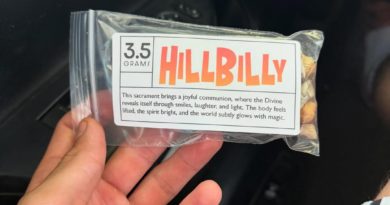 3.5
GRAMS
HILLBILLY
This sacrament brings a joyful communion, where the Divine
reveals itself through smiles, laughter, and light. The body feels
lifted, the spirit bright, and the world subtly glows with magic.